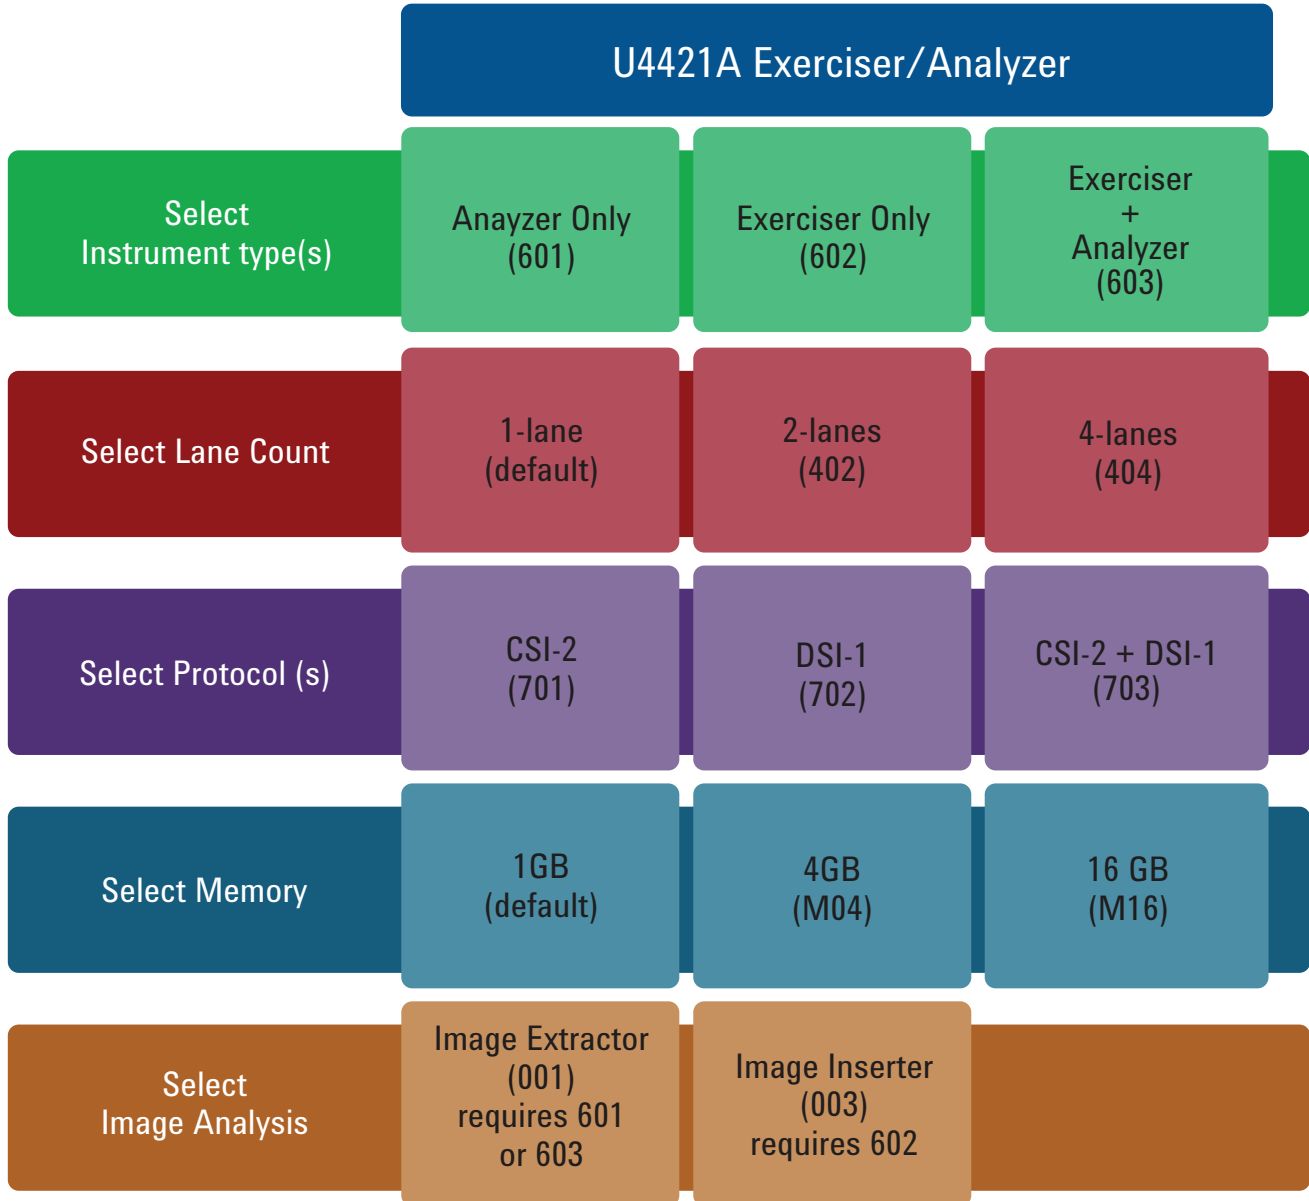 U4421A Exerciser/Analyzer
Select
Instrument type(s)
Anayzer Only
(601)
Exerciser Only
(602)
Exerciser
+
Analyzer
(603)
Select Lane Count
1-lane
(default)
2-lanes
(402)
4-lanes
(404)
Select Protocol (s)
CSI-2
(701)
DSI-1
(702)
CSI-2 + DSI-1
(703)
Select Memory
1GB
(default)
4GB
(M04)
16 GB
(M16)
Select
Image Analysis
Image Extractor
(001)
requires 601
or 603
Image Inserter
(003)
requires 602